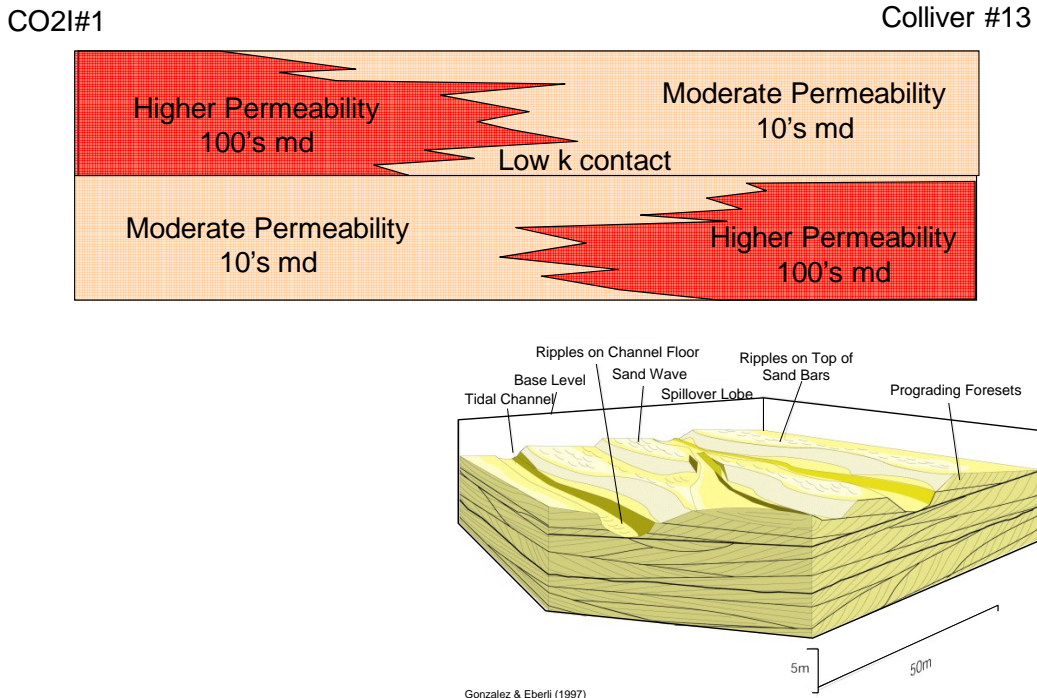 CO2I#1
Colliver #13
Higher Permeability
100's md
Moderate Permeability
10's md
Low k contact
Moderate Permeability
10's md
Higher Permeability
100's md
Ripples on Channel Floor
Sand Wave
Base Level
Tidal Channel
Spillover Lobe
Ripples on Top of
Sand Bars
Prograding Foresets
5m
50m
Gonzalez & Eberli (1997)